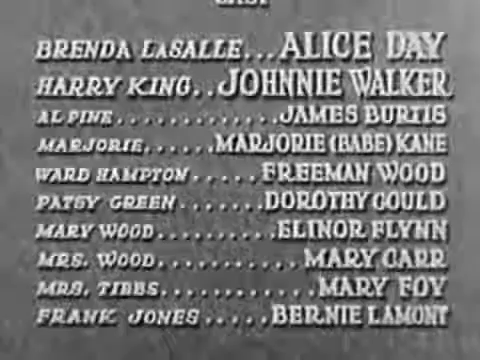 CAST
BRENDA LASALLE...ALICE DAY
HARRY KING..JOHNNIE WALKER
AL PINE.............JAMES BURTIS
MARJORIE......MARJORIE (BABE) KANE
WARD HAMPTON.....FREEMAN WOOD
PATSY GREEN.......DOROTHY GOULD
MARY WOOD..........ELINOR FLYNN
MRS. WOOD...........MARY CARR
MRS. TIBBS............MARY FOY
FRANK JONES.....BERNIE LAMONT